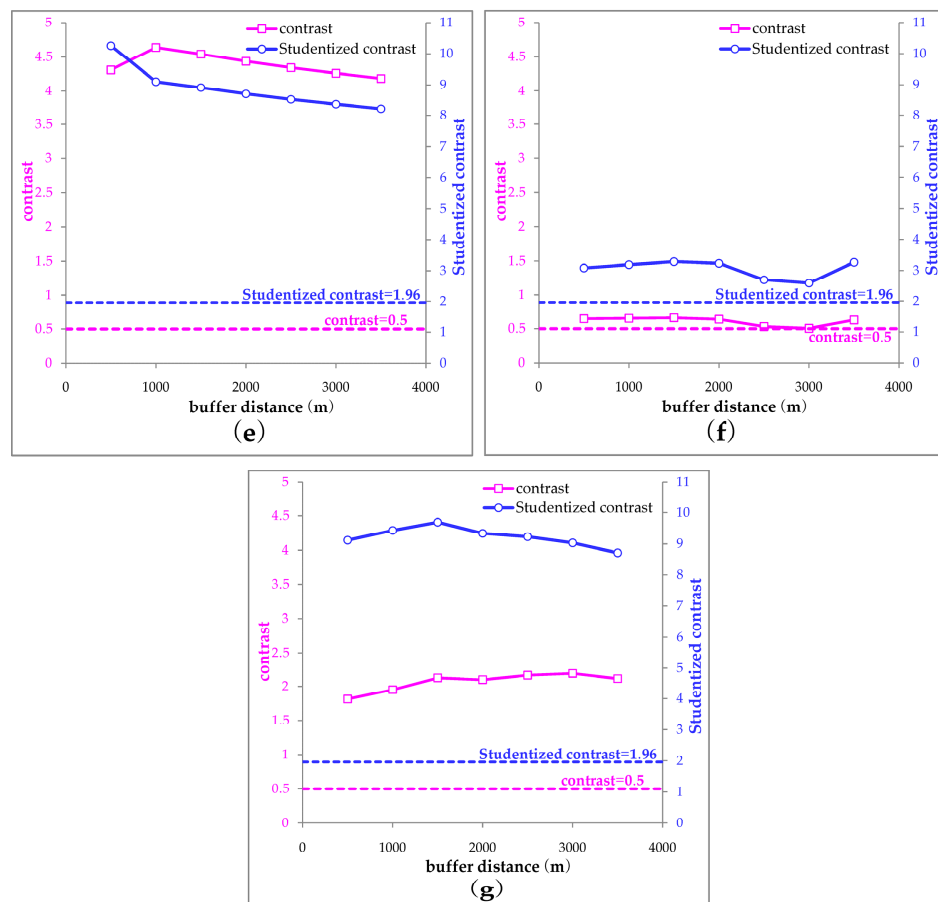 contrast
Studentized contrast
5
4.5
4
3.5
3
2.5
2
1.5
1
0.5
0
11
10
9
8
7
6
5
4
3
2
1
0
contrast
Studentized contrast
Studentized contrast=1.96
contrast=0.5
0 1000 2000 3000 4000
buffer distance (m)
(e)
contrast
Studentized contrast
5
4.5
4
3.5
3
2.5
2
1.5
1
0.5
0
11
10
9
8
7
6
5
4
3
2
1
0
contrast
Studentized contrast
Studentized contrast=1.96
contrast=0.5
0 1000 2000 3000 4000
buffer distance (m)
(f)
contrast
Studentized contrast
5
4.5
4
3.5
3
2.5
2
1.5
1
0.5
0
11
10
9
8
7
6
5
4
3
2
1
0
contrast
Studentized contrast
Studentized contrast=1.96
contrast=0.5
0 1000 2000 3000 4000
buffer distance (m)
(g)